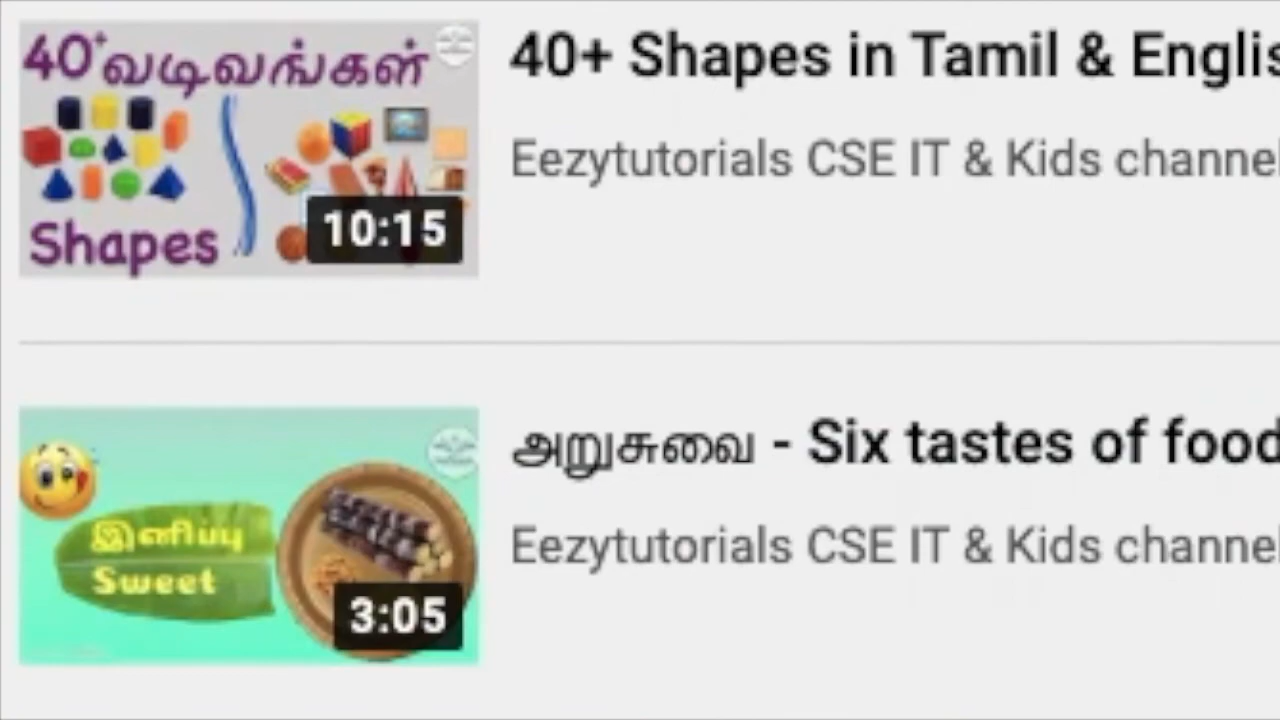 40+ வடிவங்கள்
Shapes
10:15
40+ Shapes in Tamil & Englis
Eezytutorials CSE IT & Kids channel
இனிப்பு
Sweet
3:05
அறுசுவை - Six tastes of food
Eezytutorials CSE IT & Kids channel